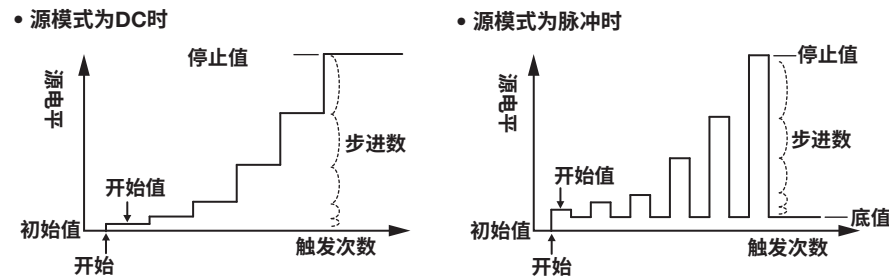 • 源模式为DC时
停止值
源电平
步进数
开始值
初始值
触发次数
开始
• 源模式为脉冲时
停止值
源电平
步进数
开始值
底值
初始值
触发次数
开始